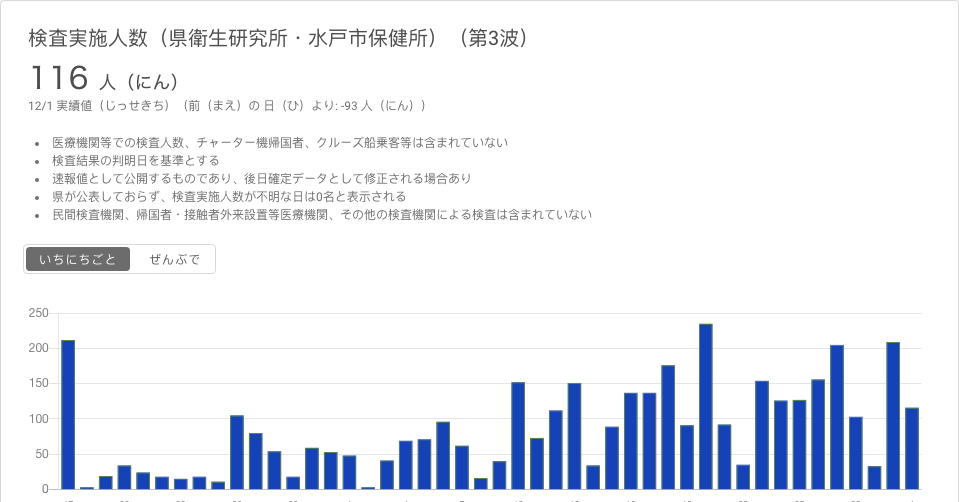 検査実施人数（県衛生研究所・水戸市保健所）（第3波）
116 人（にん）
12/1 実績値（じっせきち）（前（まえ）の 日（ひ）より: -93 人（にん））
• 医療機関等での検査人数、チャーター機帰国者、クルーズ船乗客等は含まれていない
• 検査結果の判明日を基準とする
• 速報値として公開するものであり、後日確定データとして修正される場合あり
• 県が公表しておらず、検査実施人数が不明な日は0名と表示される
• 民間検査機関、帰国者・接触者外来設置等医療機関、その他の検査機関による検査は含まれていない
いちにちごと ぜんぶで
250
200
150
100
50
0